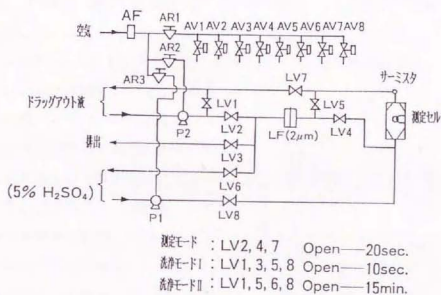 AF
AR1
AV1 AV2 AV3 AV4 AV5 AV6 AV7 AV8
空気
AR2
AR3
LV7
サーミスタ
ドラッグアウト液
LV1
LV5
測定セル
P2
LV2
LF(2μm)
LV4
排出
LV3
LV6
(5% H₂SO₄)
P1
LV8
測定モード : LV2, 4, 7 Open—20sec.
洗浄モードI : LV1, 3, 5, 8 Open—10sec.
洗浄モードII : LV1, 5, 6, 8 Open—15min.